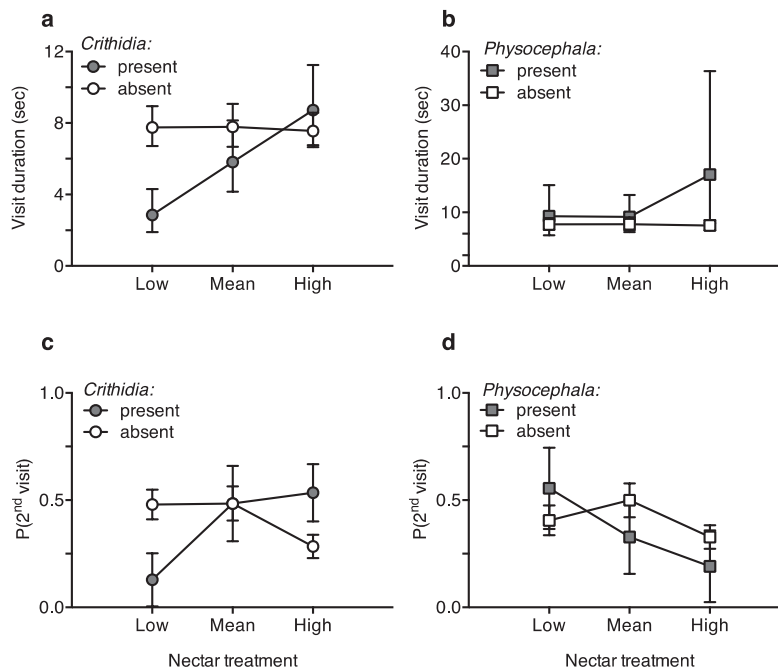 a
Crithidia:
present
absent
Visit duration (sec)
12
8
4
0
Low Mean High
b
Physocephala:
present
absent
Visit duration (sec)
40
30
20
10
0
Low Mean High
c
Crithidia:
present
absent
P(2nd visit)
1.0
0.5
0.0
Low Mean High
Nectar treatment
d
Physocephala:
present
absent
P(2nd visit)
1.0
0.5
0.0
Low Mean High
Nectar treatment